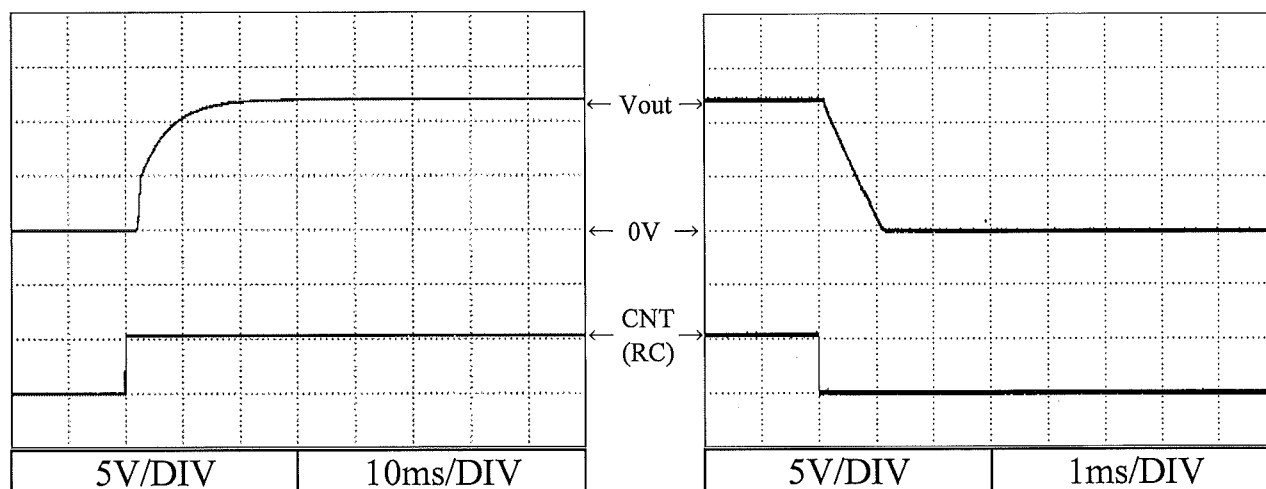 ← Vout →
← 0V →
← CNT →
(RC)
5V/DIV 10ms/DIV
5V/DIV 1ms/DIV